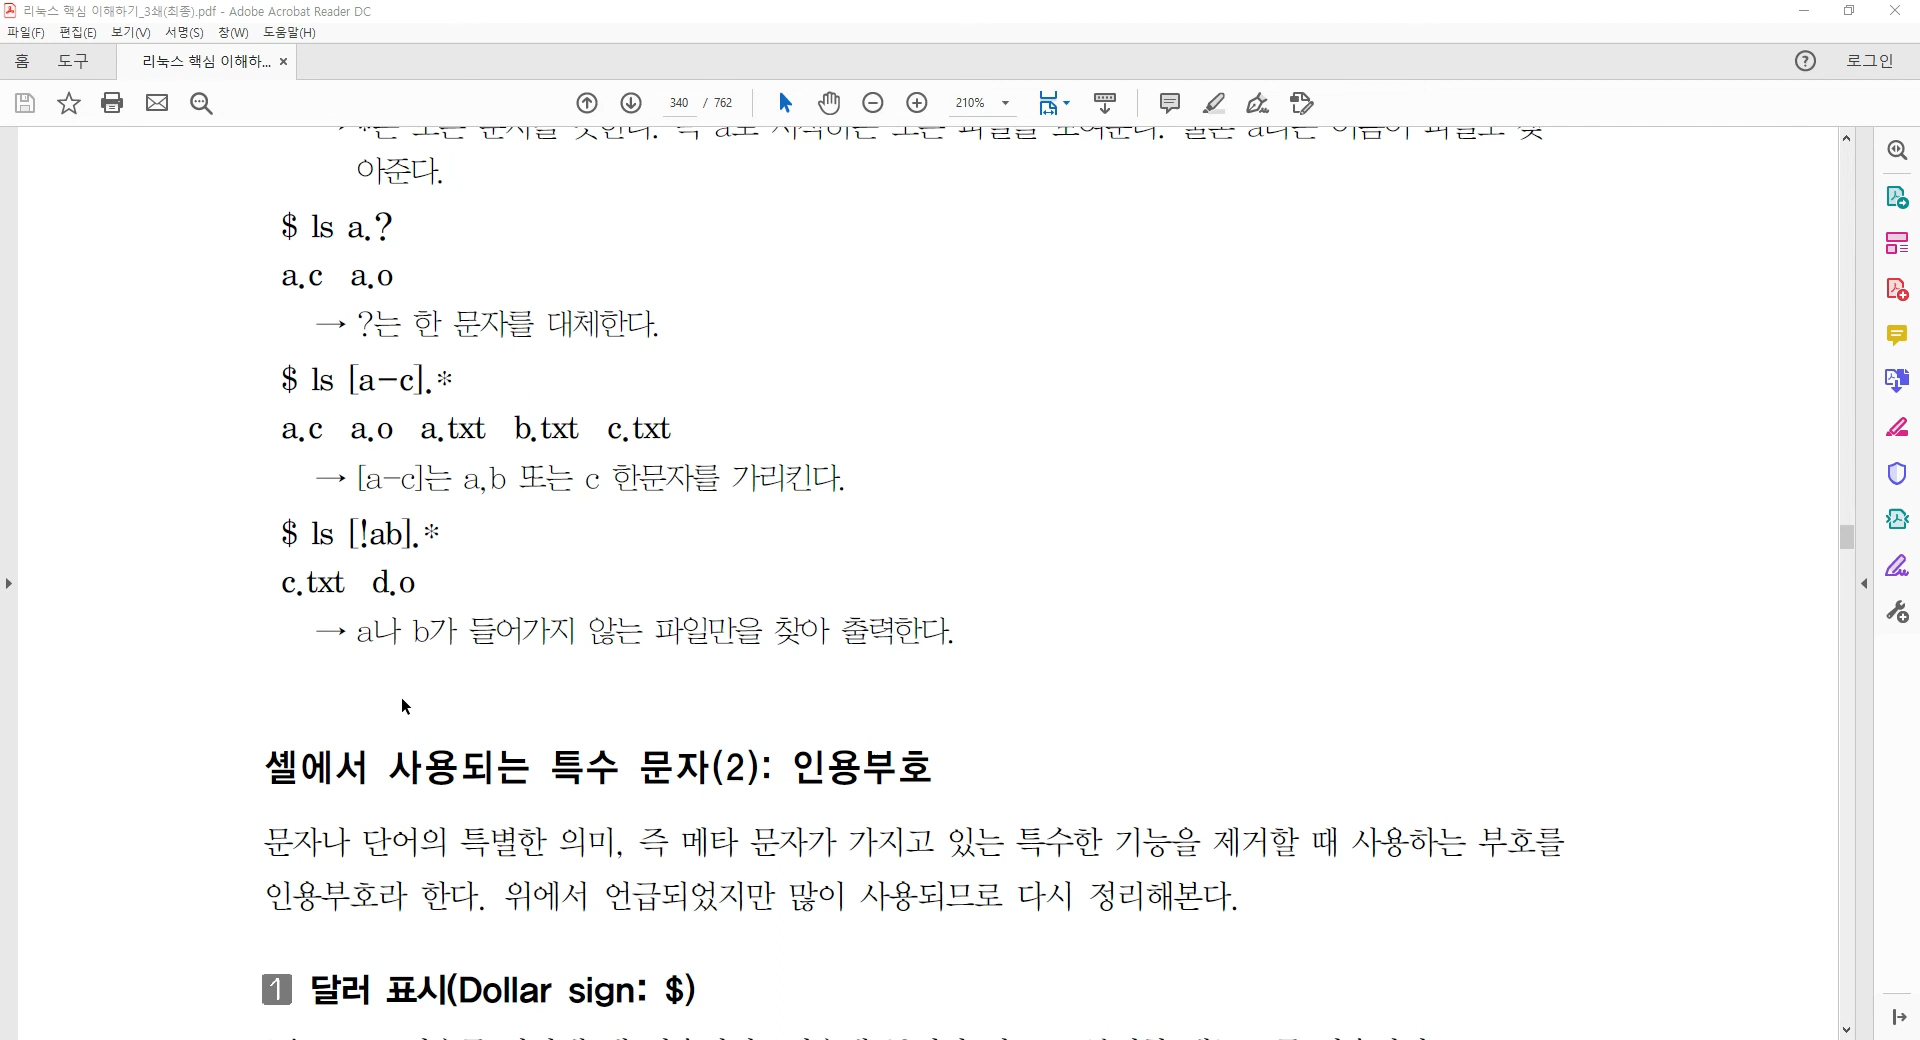 리눅스 핵심 이해하기_3쇄(최종).pdf - Adobe Acrobat Reader DC
파일(F) 편집(E) 보기(V) 서명(S) 창(W) 도움말(H)
홈 도구 리눅스 핵심 이해하... × 로그인
340 / 762 210%
아준다.
$ ls a.?
a.c a.o
→ ?는 한 문자를 대체한다.
$ ls [a-c].*
a.c a.o a.txt b.txt c.txt
→ [a-c]는 a,b 또는 c 한문자를 가리킨다.
$ ls [!ab].*
c.txt d.o
→ a나 b가 들어가지 않는 파일만을 찾아 출력한다.
셸에서 사용되는 특수 문자(2): 인용부호
문자나 단어의 특별한 의미, 즉 메타 문자가 가지고 있는 특수한 기능을 제거할 때 사용하는 부호를
인용부호라 한다. 위에서 언급되었지만 많이 사용되므로 다시 정리해본다.
1 달러 표시(Dollar sign: $)